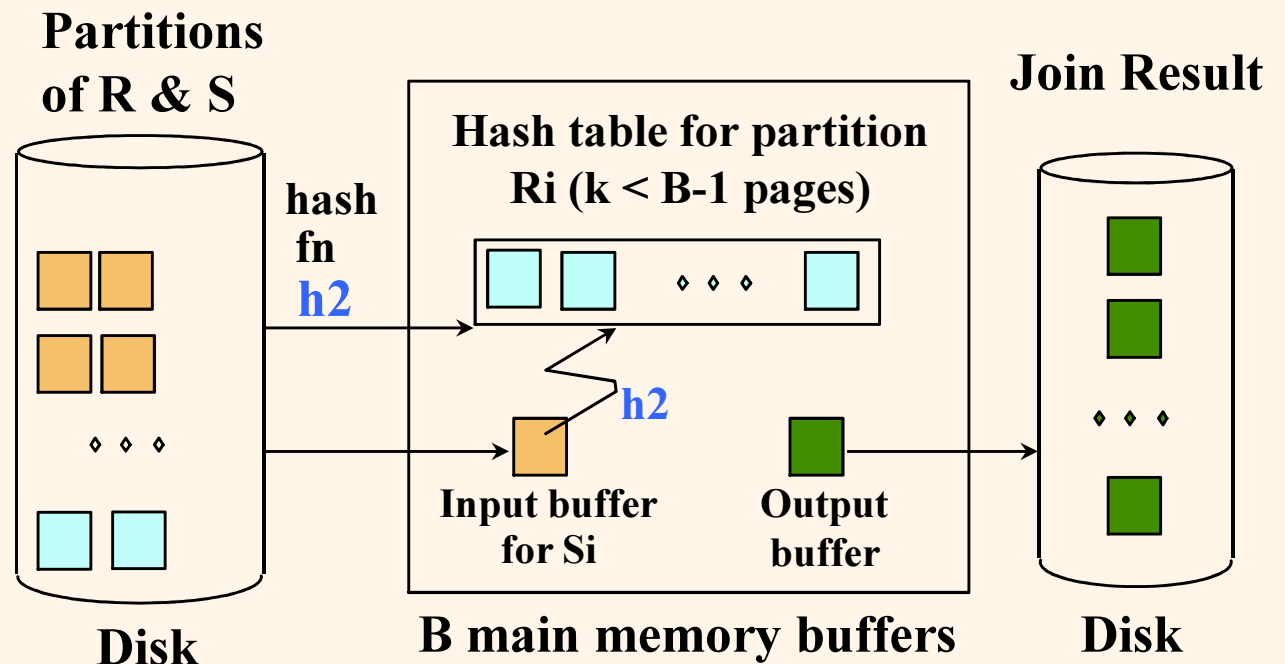 Partitions
of R & S
Join Result
Hash table for partition
Ri (k < B-1 pages)
hash
fn
h2
h2
Input buffer
for Si
Output
buffer
Disk
B main memory buffers
Disk